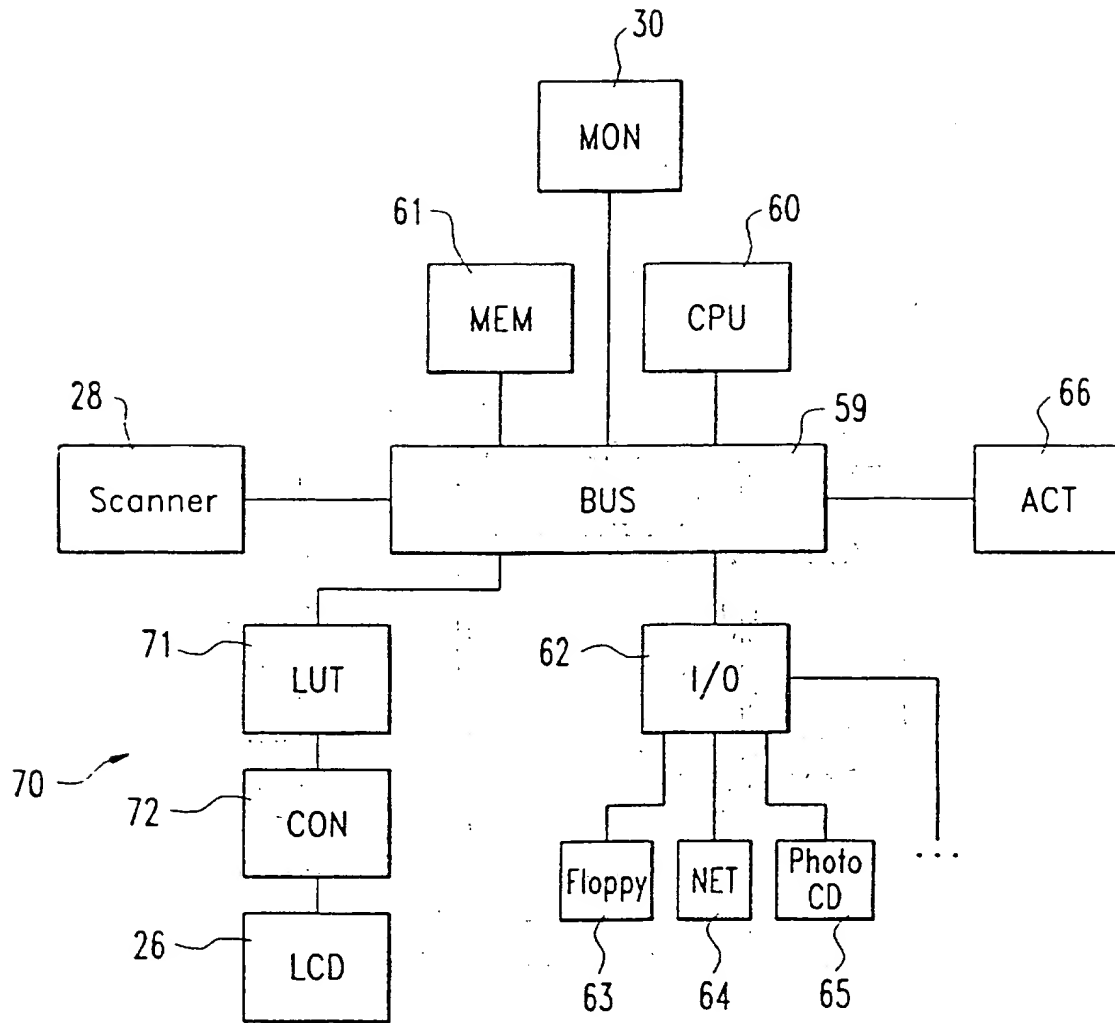 30
MON
61
60
MEM
CPU
28
59
66
Scanner
BUS
ACT
71
62
LUT
I/O
70
72
CON
...
Floppy
NET
Photo
CD
26
LCD
63
64
65